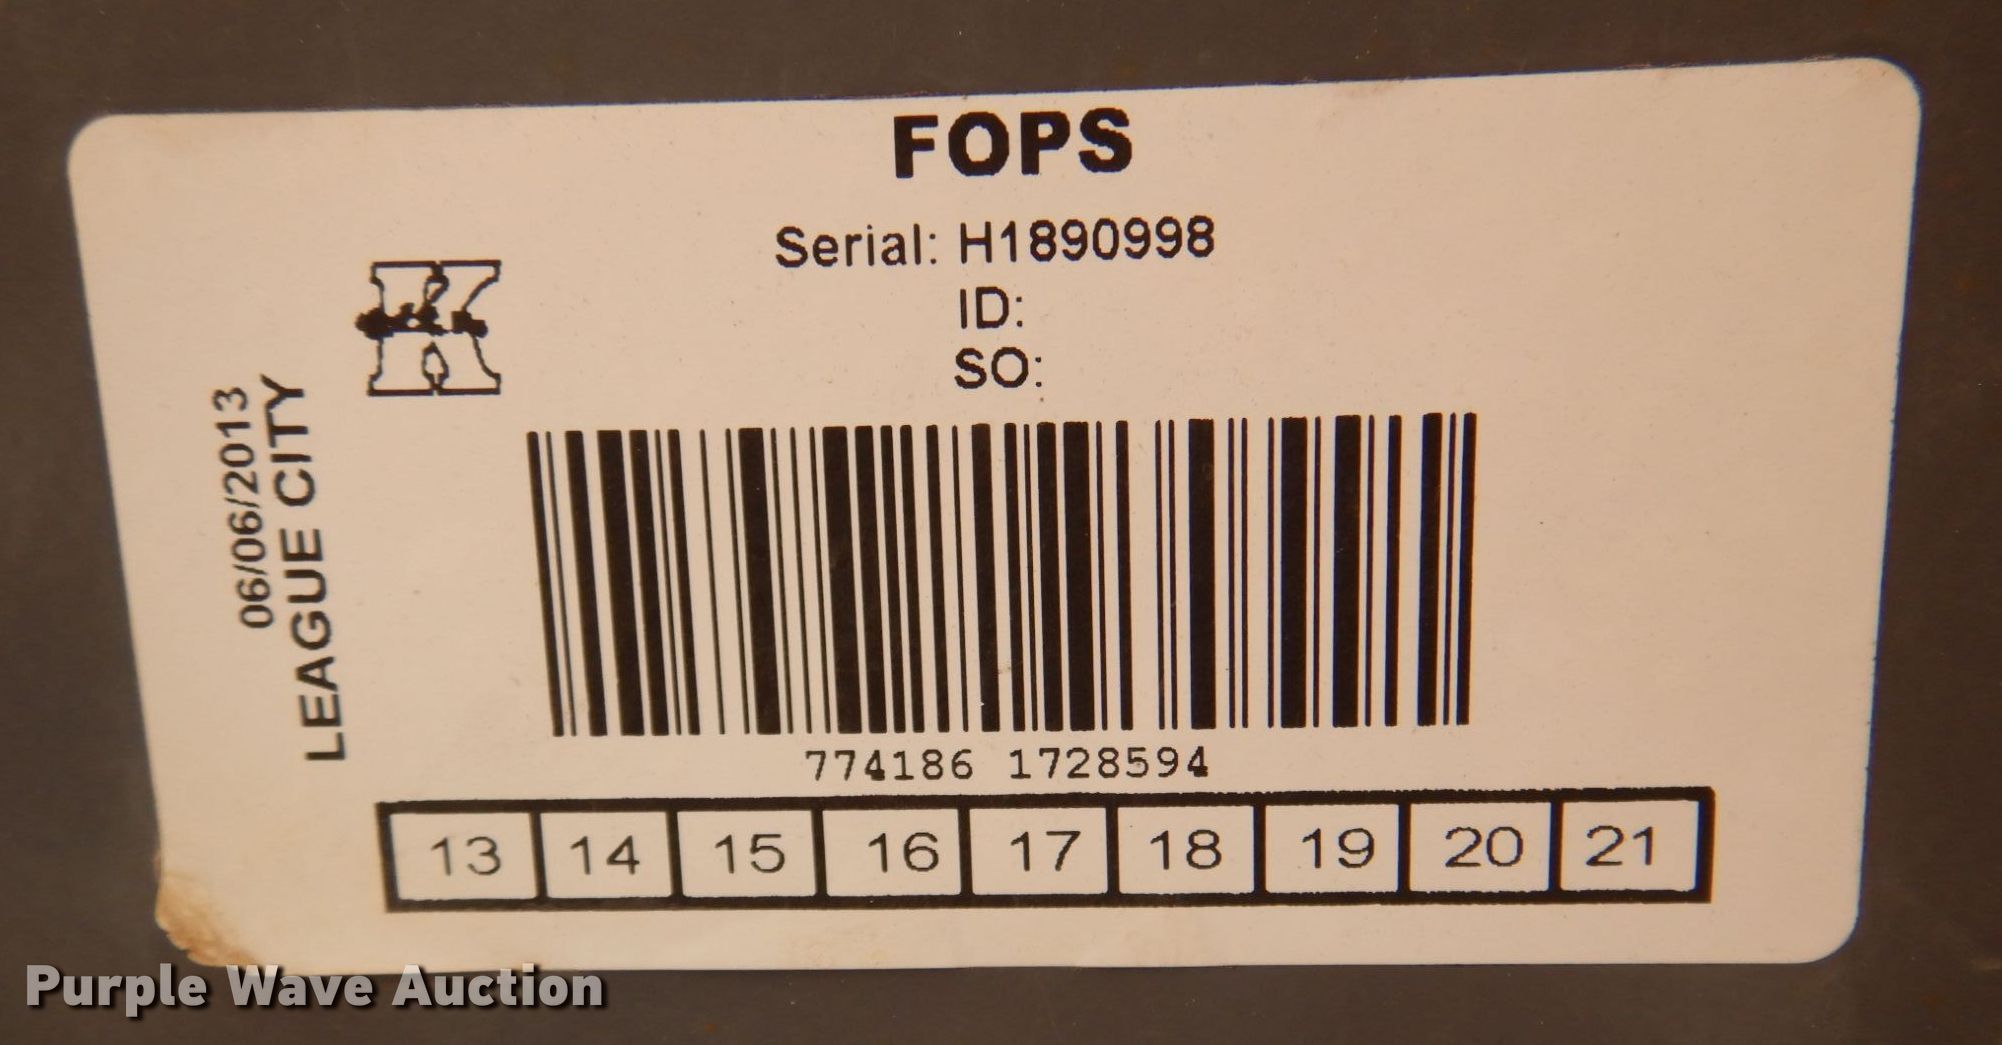 FOPS
Serial: H1890998
ID:
SO:
K
06/06/2013
LEAGUE CITY
774186 1728594
13 14 15 16 17 18 19 20 21
Purple Wave Auction